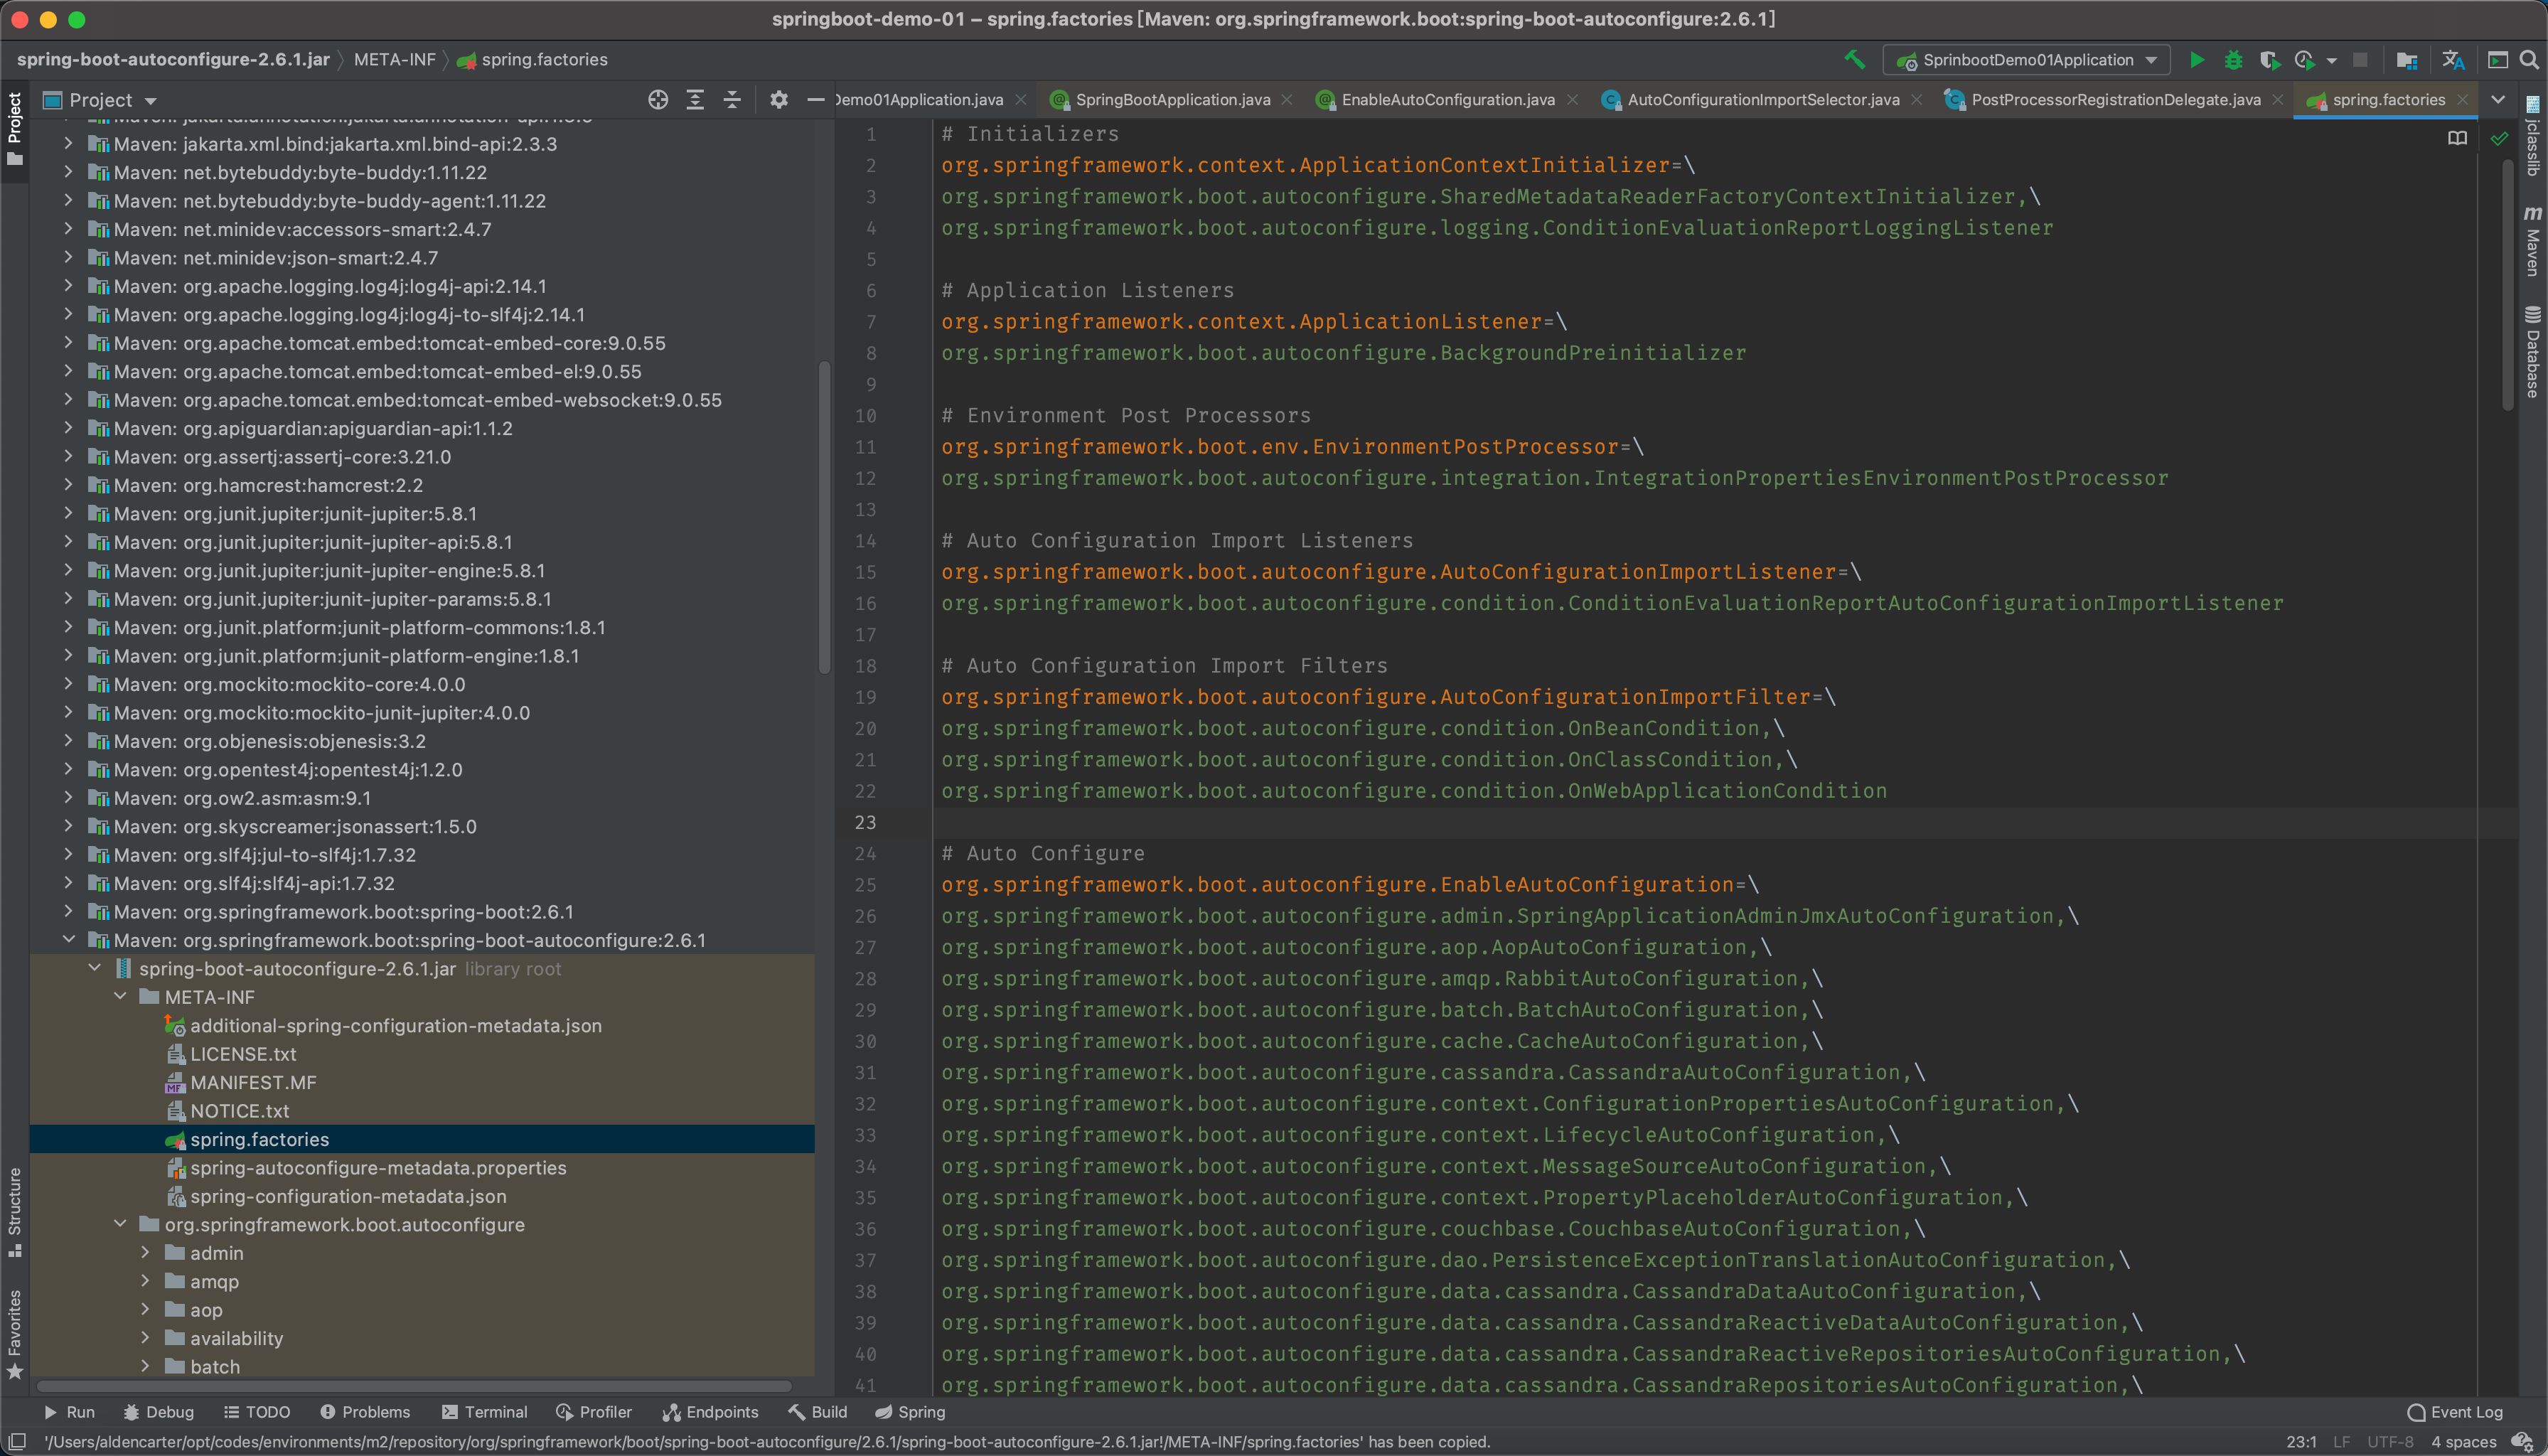 springboot-demo-01 – spring.factories [Maven: org.springframework.boot:spring-boot-autoconfigure:2.6.1]
spring-boot-autoconfigure-2.6.1.jar META-INF spring.factories
SprinbootDemo01Application
Project
Demo01Application.java SpringBootApplication.java EnableAutoConfiguration.java AutoConfigurationImportSelector.java PostProcessorRegistrationDelegate.java spring.factories
Project
Structure
Favorites
Maven: jakarta.xml.bind:jakarta.xml.bind-api:2.3.3
Maven: net.bytebuddy:byte-buddy:1.11.22
Maven: net.bytebuddy:byte-buddy-agent:1.11.22
Maven: net.minidev:accessors-smart:2.4.7
Maven: net.minidev:json-smart:2.4.7
Maven: org.apache.logging.log4j:log4j-api:2.14.1
Maven: org.apache.logging.log4j:log4j-to-slf4j:2.14.1
Maven: org.apache.tomcat.embed:tomcat-embed-core:9.0.55
Maven: org.apache.tomcat.embed:tomcat-embed-el:9.0.55
Maven: org.apache.tomcat.embed:tomcat-embed-websocket:9.0.55
Maven: org.apiguardian:apiguardian-api:1.1.2
Maven: org.assertj:assertj-core:3.21.0
Maven: org.hamcrest:hamcrest:2.2
Maven: org.junit.jupiter:junit-jupiter:5.8.1
Maven: org.junit.jupiter:junit-jupiter-api:5.8.1
Maven: org.junit.jupiter:junit-jupiter-engine:5.8.1
Maven: org.junit.jupiter:junit-jupiter-params:5.8.1
Maven: org.junit.platform:junit-platform-commons:1.8.1
Maven: org.junit.platform:junit-platform-engine:1.8.1
Maven: org.mockito:mockito-core:4.0.0
Maven: org.mockito:mockito-junit-jupiter:4.0.0
Maven: org.objenesis:objenesis:3.2
Maven: org.opentest4j:opentest4j:1.2.0
Maven: org.ow2.asm:asm:9.1
Maven: org.skyscreamer:jsonassert:1.5.0
Maven: org.slf4j:jul-to-slf4j:1.7.32
Maven: org.slf4j:slf4j-api:1.7.32
Maven: org.springframework.boot:spring-boot:2.6.1
Maven: org.springframework.boot:spring-boot-autoconfigure:2.6.1
spring-boot-autoconfigure-2.6.1.jar library root
META-INF
additional-spring-configuration-metadata.json
LICENSE.txt
MANIFEST.MF
NOTICE.txt
spring.factories
spring-autoconfigure-metadata.properties
spring-configuration-metadata.json
org.springframework.boot.autoconfigure
admin
amqp
aop
availability
batch
1 # Initializers
2 org.springframework.context.ApplicationContextInitializer=\
3 org.springframework.boot.autoconfigure.SharedMetadataReaderFactoryContextInitializer,\
4 org.springframework.boot.autoconfigure.logging.ConditionEvaluationReportLoggingListener
5
6 # Application Listeners
7 org.springframework.context.ApplicationListener=\
8 org.springframework.boot.autoconfigure.BackgroundPreinitializer
9
10 # Environment Post Processors
11 org.springframework.boot.env.EnvironmentPostProcessor=\
12 org.springframework.boot.autoconfigure.integration.IntegrationPropertiesEnvironmentPostProcessor
13
14 # Auto Configuration Import Listeners
15 org.springframework.boot.autoconfigure.AutoConfigurationImportListener=\
16 org.springframework.boot.autoconfigure.condition.ConditionEvaluationReportAutoConfigurationImportListener
17
18 # Auto Configuration Import Filters
19 org.springframework.boot.autoconfigure.AutoConfigurationImportFilter=\
20 org.springframework.boot.autoconfigure.condition.OnBeanCondition,\
21 org.springframework.boot.autoconfigure.condition.OnClassCondition,\
22 org.springframework.boot.autoconfigure.condition.OnWebApplicationCondition
23
24 # Auto Configure
25 org.springframework.boot.autoconfigure.EnableAutoConfiguration=\
26 org.springframework.boot.autoconfigure.admin.SpringApplicationAdminJmxAutoConfiguration,\
27 org.springframework.boot.autoconfigure.aop.AopAutoConfiguration,\
28 org.springframework.boot.autoconfigure.amqp.RabbitAutoConfiguration,\
29 org.springframework.boot.autoconfigure.batch.BatchAutoConfiguration,\
30 org.springframework.boot.autoconfigure.cache.CacheAutoConfiguration,\
31 org.springframework.boot.autoconfigure.cassandra.CassandraAutoConfiguration,\
32 org.springframework.boot.autoconfigure.context.ConfigurationPropertiesAutoConfiguration,\
33 org.springframework.boot.autoconfigure.context.LifecycleAutoConfiguration,\
34 org.springframework.boot.autoconfigure.context.MessageSourceAutoConfiguration,\
35 org.springframework.boot.autoconfigure.context.PropertyPlaceholderAutoConfiguration,\
36 org.springframework.boot.autoconfigure.couchbase.CouchbaseAutoConfiguration,\
37 org.springframework.boot.autoconfigure.dao.PersistenceExceptionTranslationAutoConfiguration,\
38 org.springframework.boot.autoconfigure.data.cassandra.CassandraDataAutoConfiguration,\
39 org.springframework.boot.autoconfigure.data.cassandra.CassandraReactiveDataAutoConfiguration,\
40 org.springframework.boot.autoconfigure.data.cassandra.CassandraReactiveRepositoriesAutoConfiguration,\
41 org.springframework.boot.autoconfigure.data.cassandra.CassandraRepositoriesAutoConfiguration,\
jclasslib
Maven
Database
Run Debug TODO Problems Terminal Profiler Endpoints Build Spring Event Log
'/Users/aldencarter/opt/codes/environments/m2/repository/org/springframework/boot/spring-boot-autoconfigure/2.6.1/spring-boot-autoconfigure-2.6.1.jar!/META-INF/spring.factories' has been copied. 23:1 LF UTF-8 4 spaces